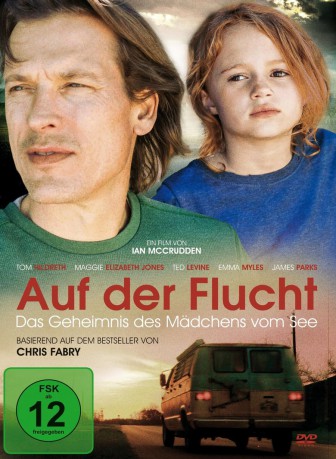 EIN FILM VON
IAN MCCRUDDEN
TOM HILDRETH MAGGIE ELIZABETH JONES TED LEVINE EMMA MYLES JAMES PARKS
Auf der Flucht
Das Geheimnis des Mädchens vom See
BASIEREND AUF DEM BESTSELLER VON
CHRIS FABRY
FSK
ab
12
freigegeben
DVD